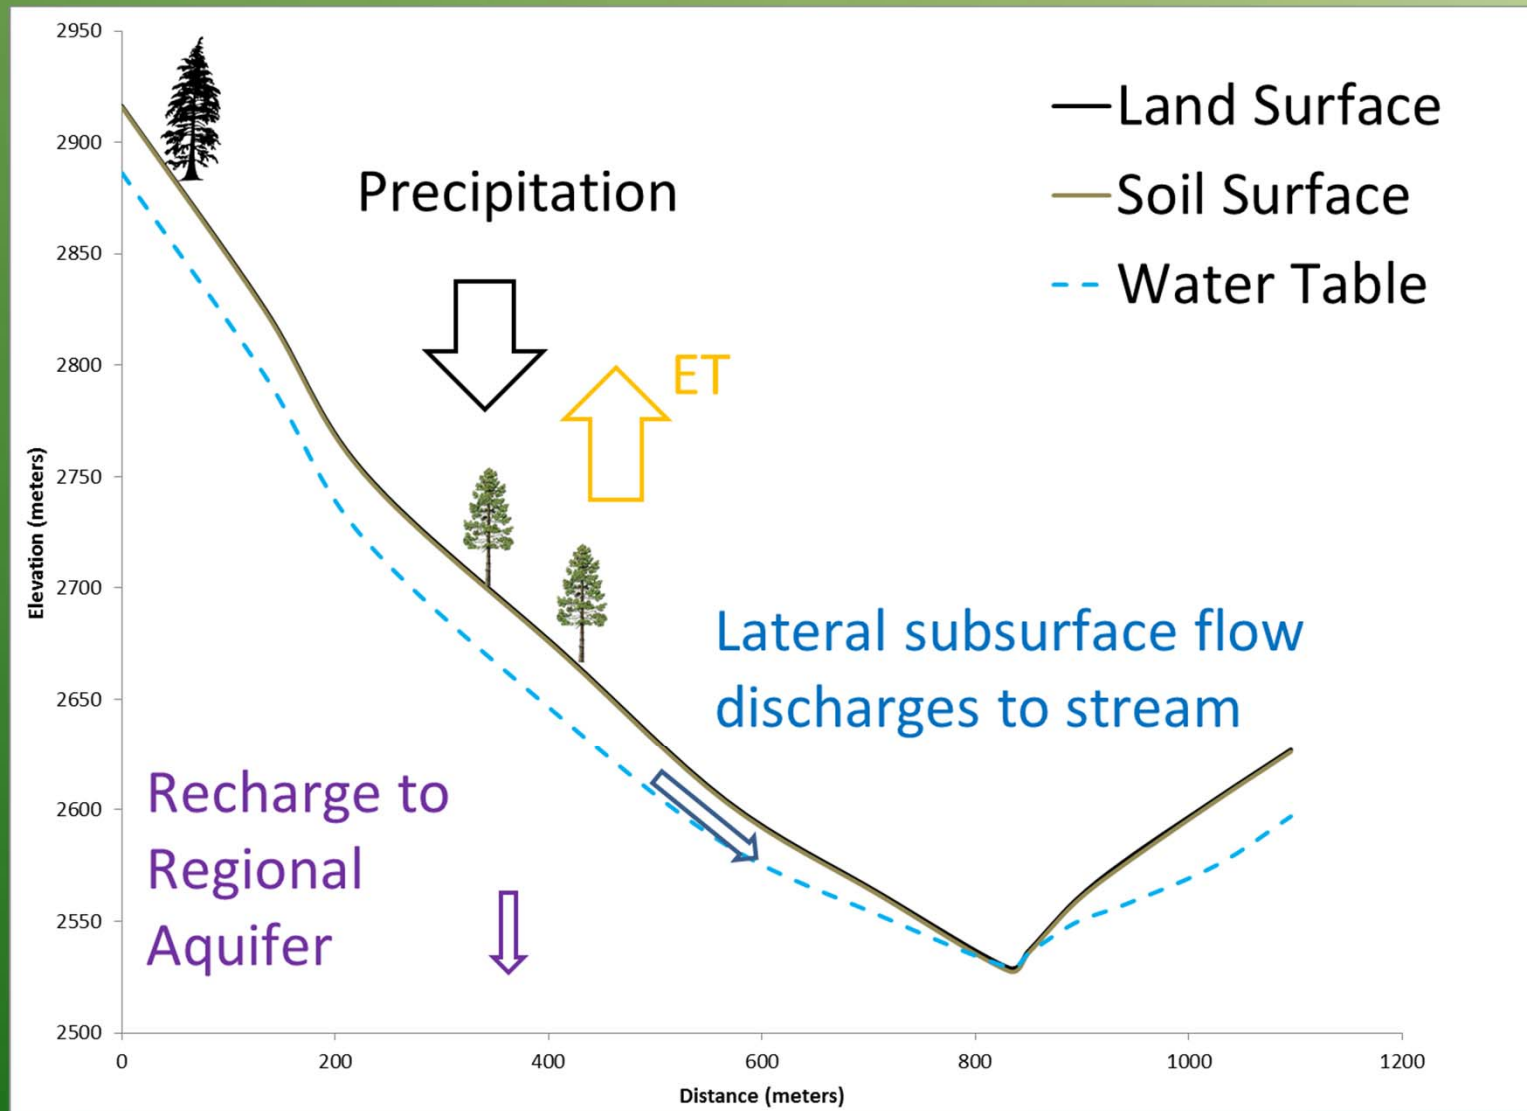 2950
2900
2850
2800
2750
2700
2650
2600
2550
2500
Elevation (meters)
0
200
400
600
800
1000
1200
Distance (meters)
Land Surface
Soil Surface
Water Table
Precipitation
ET
Lateral subsurface flow
discharges to stream
Recharge to
Regional
Aquifer